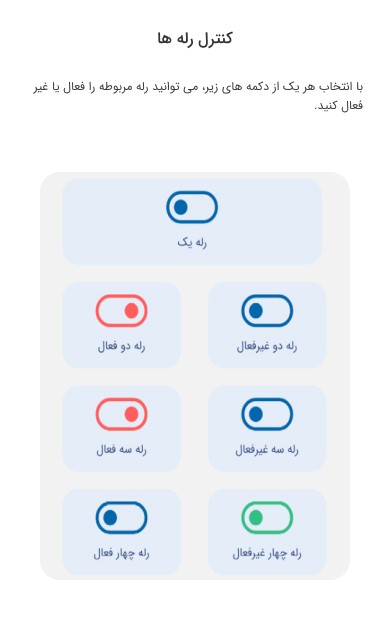 کنترل رله ها
با انتخاب هر یک از دکمه های زیر، می توانید رله مربوطه را فعال یا غیر
فعال کنید.
رله یک
رله دو غیرفعال
رله دو فعال
رله سه غیرفعال
رله سه فعال
رله چهار غیرفعال
رله چهار فعال